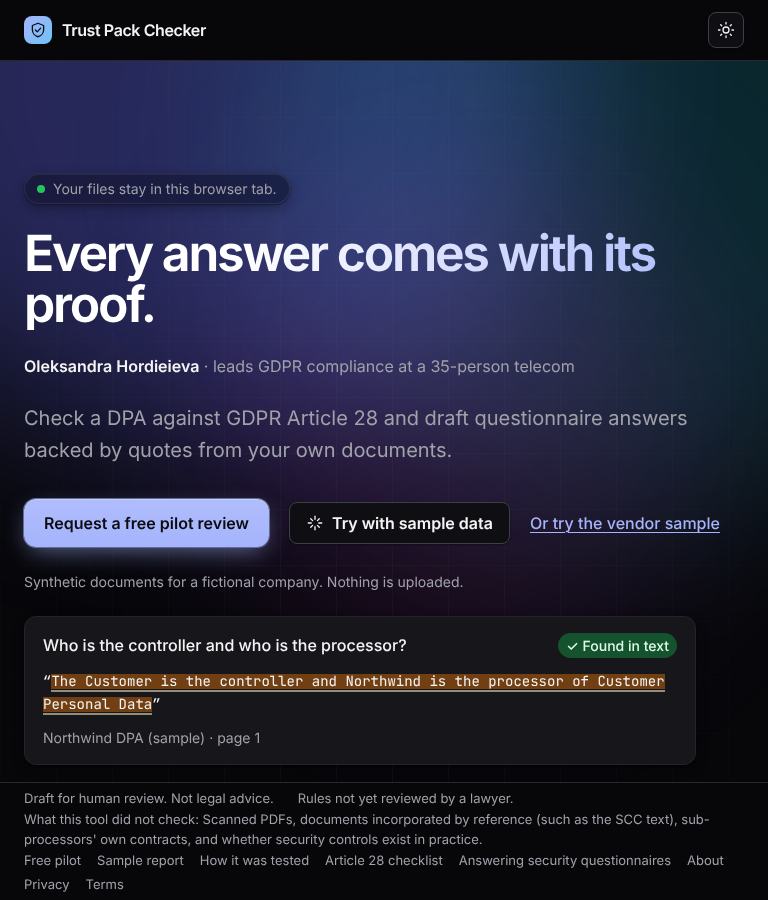 Trust Pack Checker
Your files stay in this browser tab.
Every answer comes with its
proof.
Oleksandra Hordieieva · leads GDPR compliance at a 35-person telecom
Check a DPA against GDPR Article 28 and draft questionnaire answers
backed by quotes from your own documents.
Request a free pilot review
Try with sample data
Or try the vendor sample
Synthetic documents for a fictional company. Nothing is uploaded.
Who is the controller and who is the processor?
✓ Found in text
“The Customer is the controller and Northwind is the processor of Customer
Personal Data”
Northwind DPA (sample) · page 1
Draft for human review. Not legal advice. Rules not yet reviewed by a lawyer.
What this tool did not check: Scanned PDFs, documents incorporated by reference (such as the SCC text), sub-
processors' own contracts, and whether security controls exist in practice.
Free pilot Sample report How it was tested Article 28 checklist Answering security questionnaires About
Privacy Terms